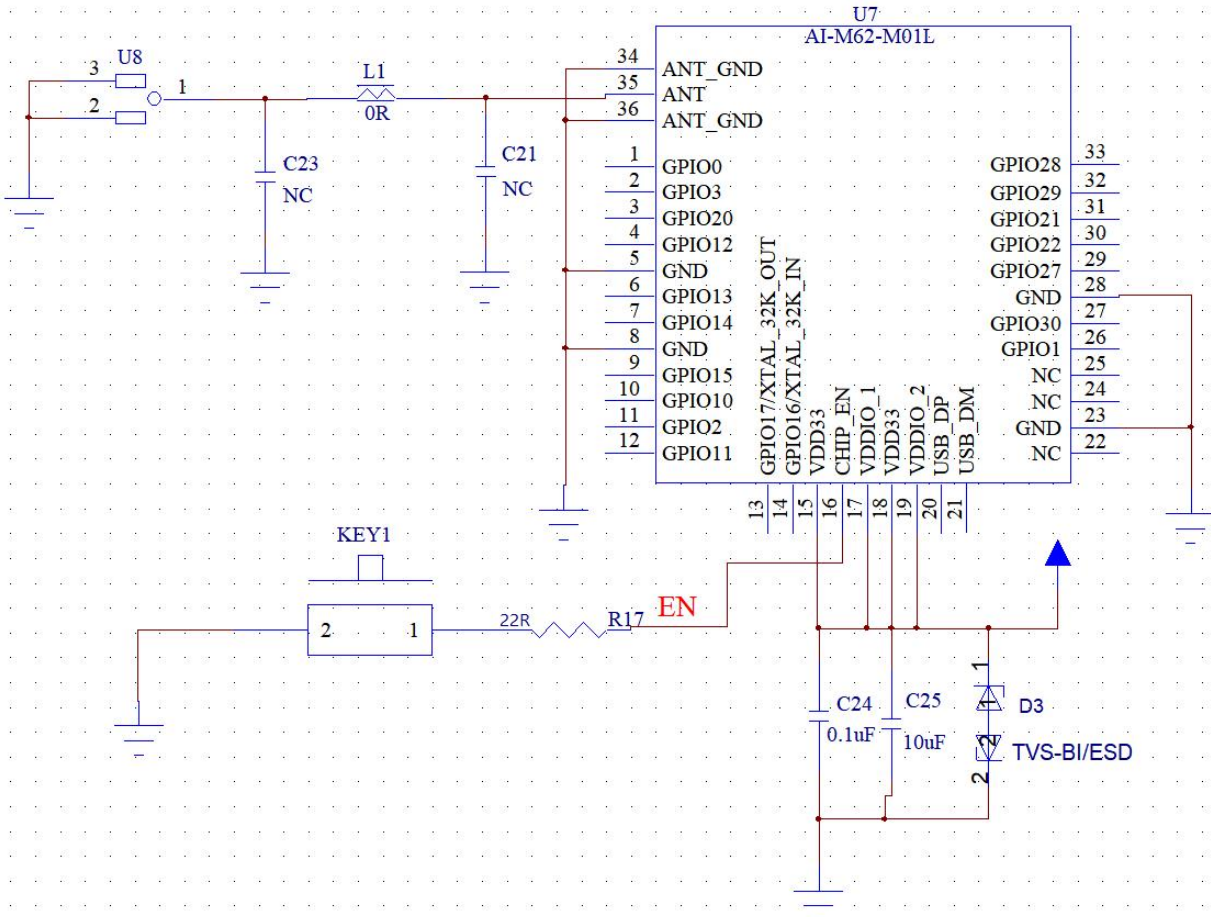 U7
AI-M62-M01L
U8
3
1
2
L1
0R
C23
NC
C21
NC
34
ANT_GND
35
ANT
36
ANT_GND
1
GPIO0
2
GPIO3
3
GPIO20
4
GPIO12
5
GND
6
GPIO13
7
GPIO14
8
GND
9
GPIO15
10
GPIO10
11
GPIO2
12
GPIO11
GPIO28
33
GPIO29
32
GPIO21
31
GPIO22
30
GPIO27
29
GND
28
GPIO30
27
GPIO1
26
NC
25
NC
24
GND
23
NC
22
GPIO17/XTAL_32K_OUT
GPIO16/XTAL_32K_IN
VDD33
CHIP_EN
VDDIO_1
VDD33
VDDIO_2
USB_DP
USB_DM
13
14
15
16
17
18
19
20
21
KEY1
2
1
22R
R17
EN
C24
0.1uF
C25
10uF
1
1
D3
2
TVS-BI/ESD
2